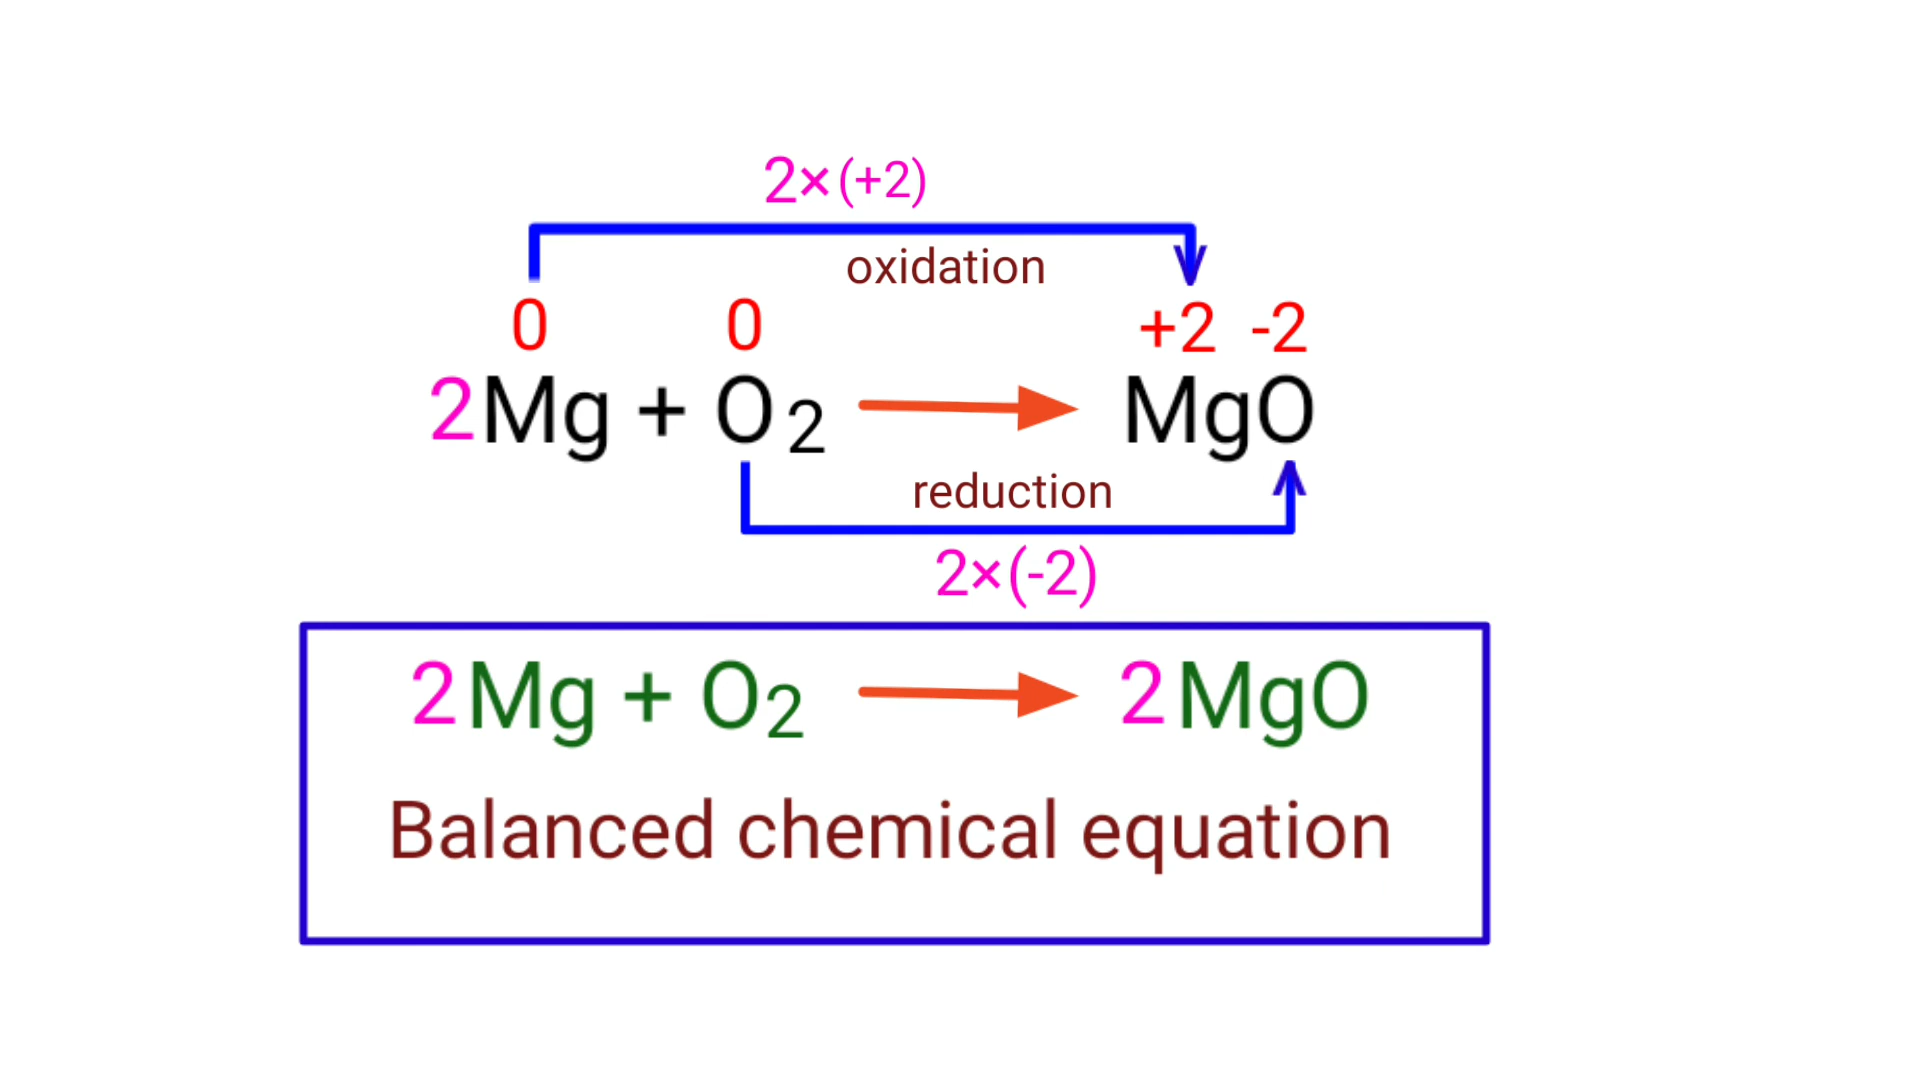 2×(+2)
oxidation
0 0 +2 -2
2Mg + O2 MgO
reduction
2×(-2)
2Mg + O2 2MgO
Balanced chemical equation